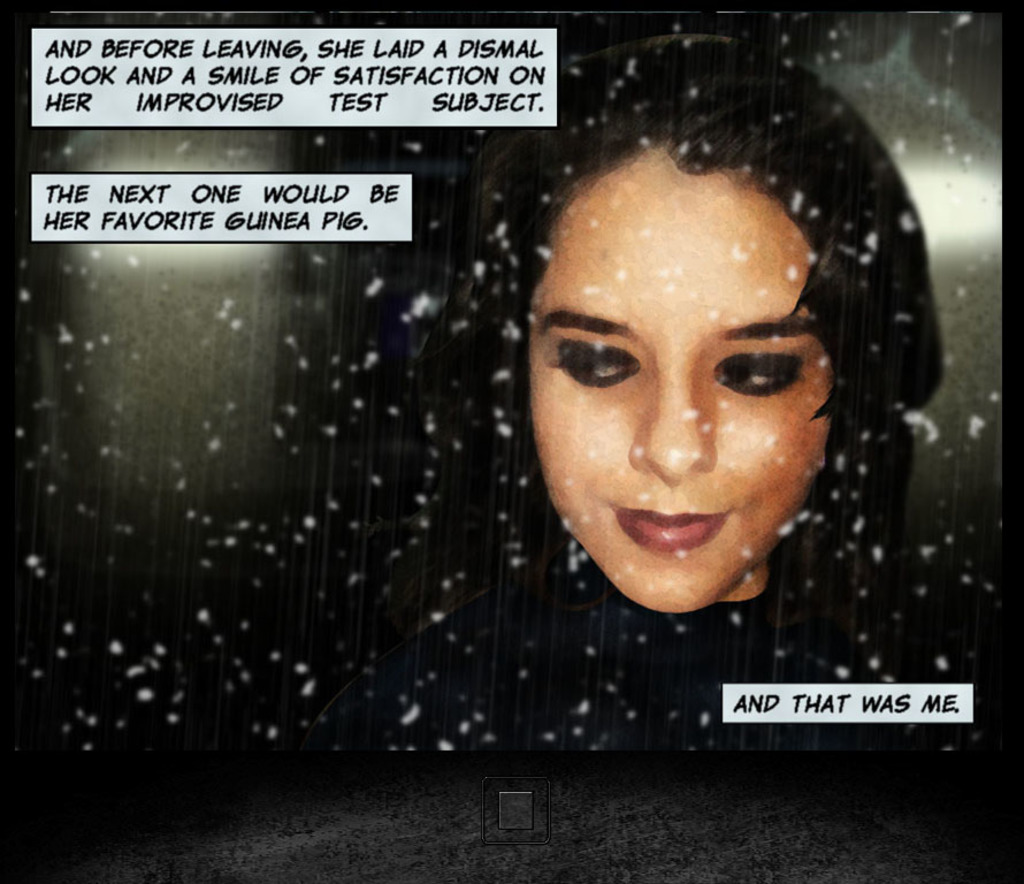 AND BEFORE LEAVING, SHE LAID A DISMAL
LOOK AND A SMILE OF SATISFACTION ON
HER IMPROVISED TEST SUBJECT.
THE NEXT ONE WOULD BE
HER FAVORITE GUINEA PIG.
AND THAT WAS ME.